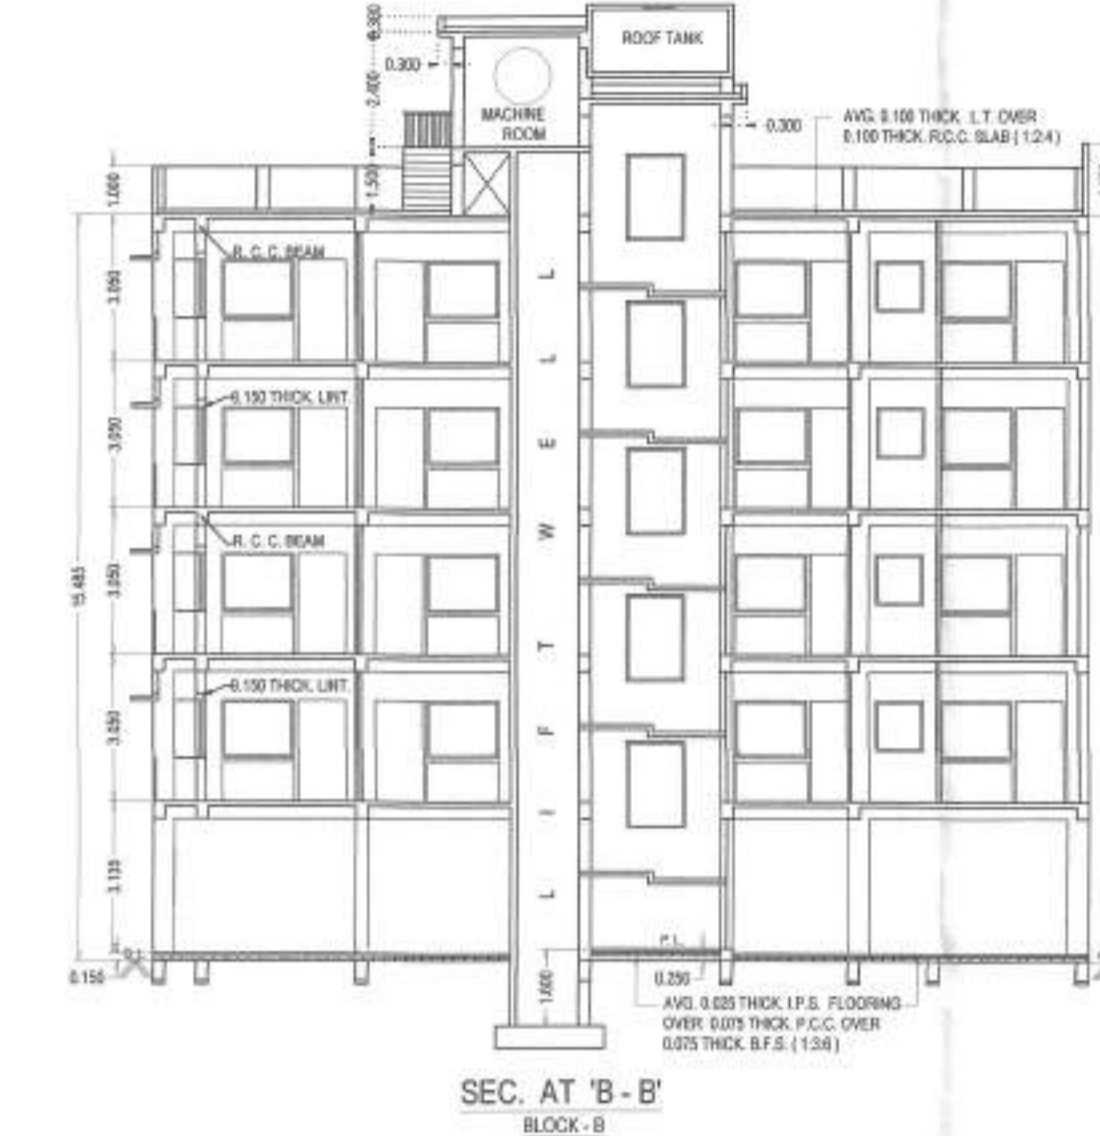 0.300
ROOF TANK
0.300
2.400
MACHINE
ROOM
0.300
AVG. 0.100 THICK. L.T. OVER
0.100 THICK. R.C.C. SLAB ( 1:2:4 )
1.000
1.500
R. C. C. BEAM
3.050
0.150 THICK. LINT.
3.050
R. C. C. BEAM
15.485
3.050
0.150 THICK. LINT.
3.050
LIFT WELL
3.135
P.L.
0.150
1.600
0.250
AVG. 0.025 THICK. I.P.S. FLOORING
OVER 0.075 THICK. P.C.C. OVER
0.075 THICK. B.F.S. ( 1:3:6 )
SEC. AT 'B - B'
BLOCK - B